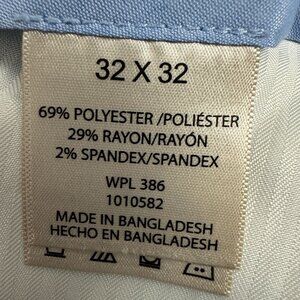 32 X 32
69% POLYESTER /POLIÉSTER
29% RAYON/RAYÓN
2% SPANDEX/SPANDEX
WPL 386
1010582
MADE IN BANGLADESH
HECHO EN BANGLADESH